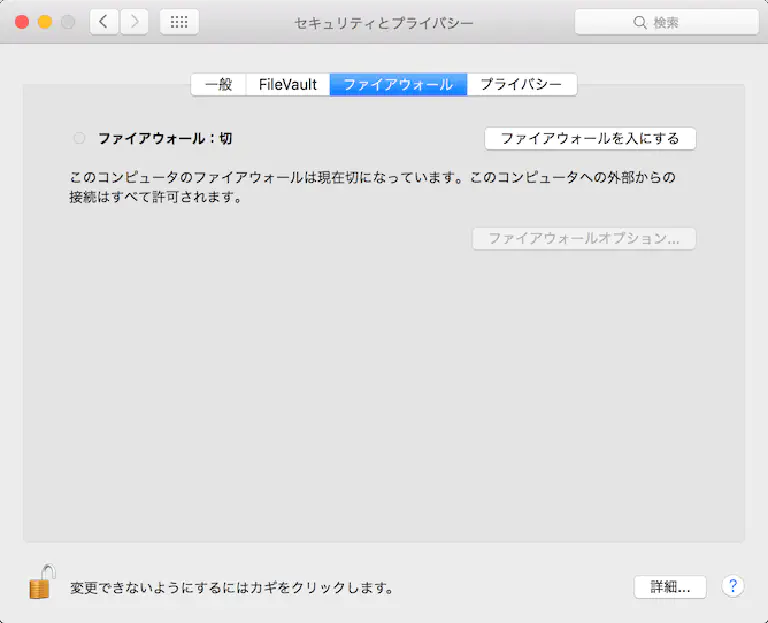 セキュリティとプライバシー
検索
一般
FileVault
ファイアウォール
プライバシー
ファイアウォール：切
ファイアウォールを入にする
このコンピュータのファイアウォールは現在切になっています。このコンピュータへの外部からの
接続はすべて許可されます。
ファイアウォールオプション...
変更できないようにするにはカギをクリックします。
詳細...
?